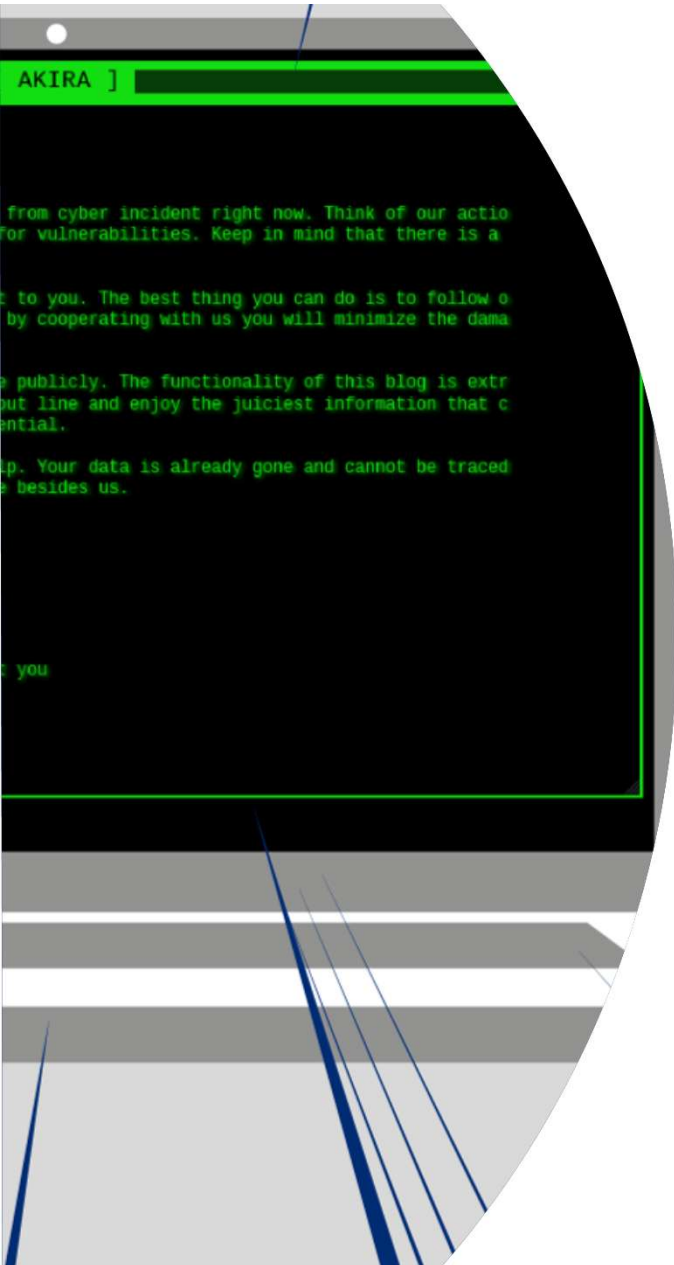 AKIRA ]
from cyber incident right now. Think of our actio
for vulnerabilities. Keep in mind that there is a
t to you. The best thing you can do is to follow o
by cooperating with us you will minimize the dama
e publicly. The functionality of this blog is extr
out line and enjoy the juiciest information that c
ential.
lp. Your data is already gone and cannot be traced
e besides us.
t you